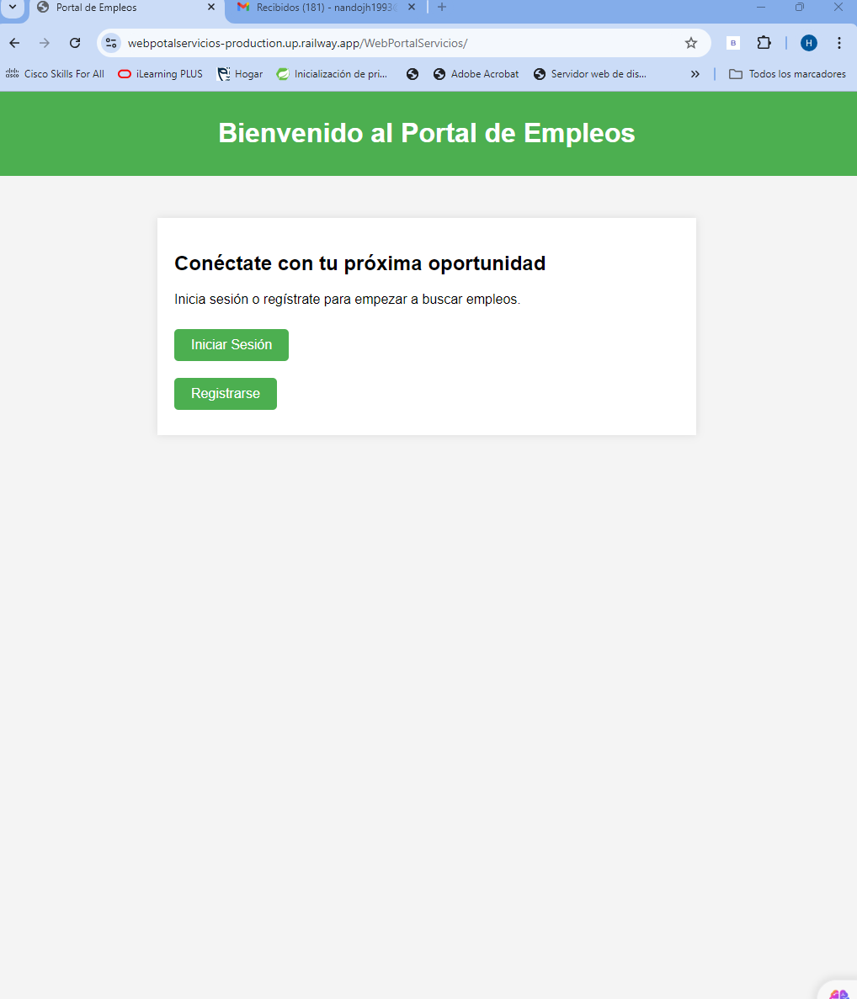 Portal de Empleos
Recibidos (181) - nandojh1993
webpotalservicios-production.up.railway.app/WebPortalServicios/
B
H
Cisco Skills For All
iLearning PLUS
Hogar
Inicialización de pri...
Adobe Acrobat
Servidor web de dis...
Todos los marcadores
Bienvenido al Portal de Empleos
Conéctate con tu próxima oportunidad
Inicia sesión o regístrate para empezar a buscar empleos.
Iniciar Sesión
Registrarse